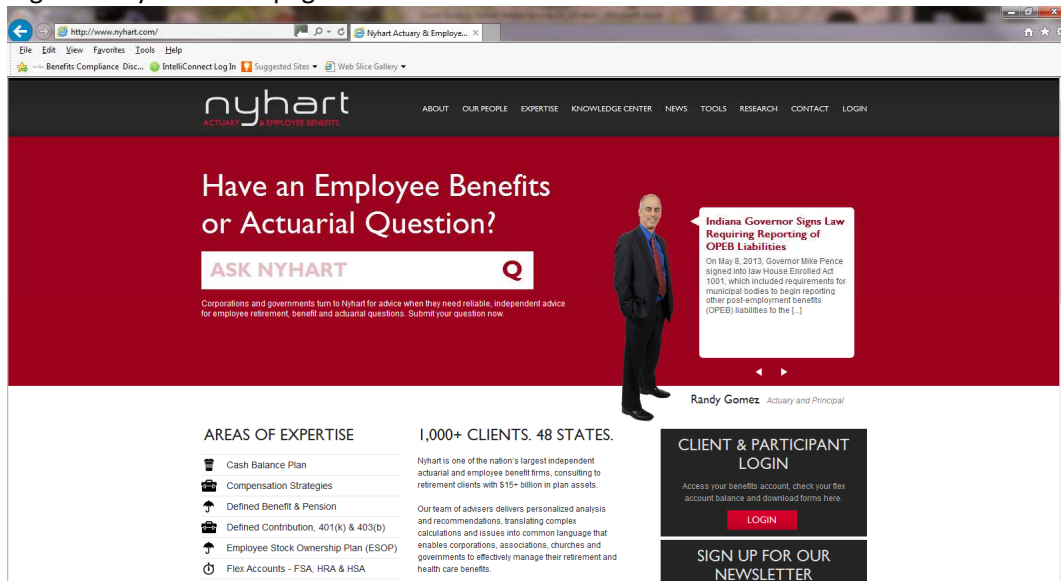 http://www.nyhart.com/
Nyhart Actuary & Employe... ×
File Edit View Favorites Tools Help
Benefits Compliance Disc... IntelliConnect Log In Suggested Sites Web Slice Gallery
nyhart
ACTUARY & EMPLOYEE BENEFITS
ABOUT OUR PEOPLE EXPERTISE KNOWLEDGE CENTER NEWS TOOLS RESEARCH CONTACT LOGIN
Have an Employee Benefits
or Actuarial Question?
ASK NYHART Q
Corporations and governments turn to Nyhart for advice when they need reliable, independent advice
for employee retirement, benefit and actuarial questions. Submit your question now.
Indiana Governor Signs Law
Requiring Reporting of
OPEB Liabilities
On May 8, 2013, Governor Mike Pence
signed into law House Enrolled Act
1001, which included requirements for
municipal bodies to begin reporting
other post-employment benefits
(OPEB) liabilities to the [...]
Randy Gomez Actuary and Principal
AREAS OF EXPERTISE
Cash Balance Plan
Compensation Strategies
Defined Benefit & Pension
Defined Contribution, 401(k) & 403(b)
Employee Stock Ownership Plan (ESOP)
Flex Accounts - FSA, HRA & HSA
1,000+ CLIENTS. 48 STATES.
Nyhart is one of the nation's largest independent
actuarial and employee benefit firms, consulting to
retirement clients with $15+ billion in plan assets.
Our team of advisers delivers personalized analysis
and recommendations, translating complex
calculations and issues into common language that
enables corporations, associations, churches and
governments to effectively manage their retirement and
health care benefits.
CLIENT & PARTICIPANT
LOGIN
Access your benefits account, check your flex
account balance and download forms here.
LOGIN
SIGN UP FOR OUR
NEWSLETTER